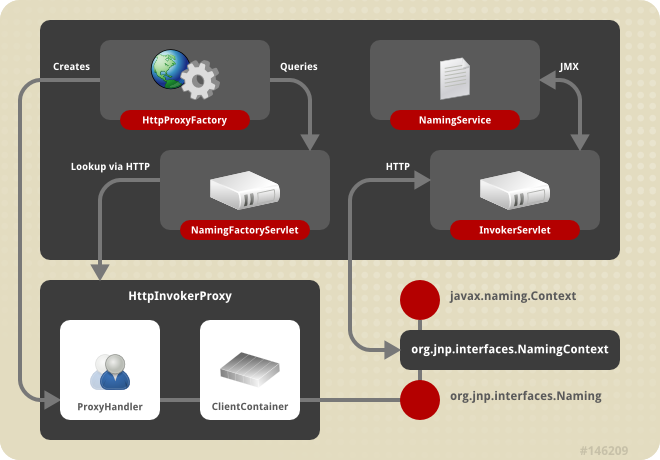 Creates
Queries
JMX
HttpProxyFactory
NamingService
Lookup via HTTP
HTTP
NamingFactoryServlet
InvokerServlet
HttpInvokerProxy
javax.naming.Context
org.jnp.interfaces.NamingContext
org.jnp.interfaces.Naming
ProxyHandler
ClientContainer
#146209